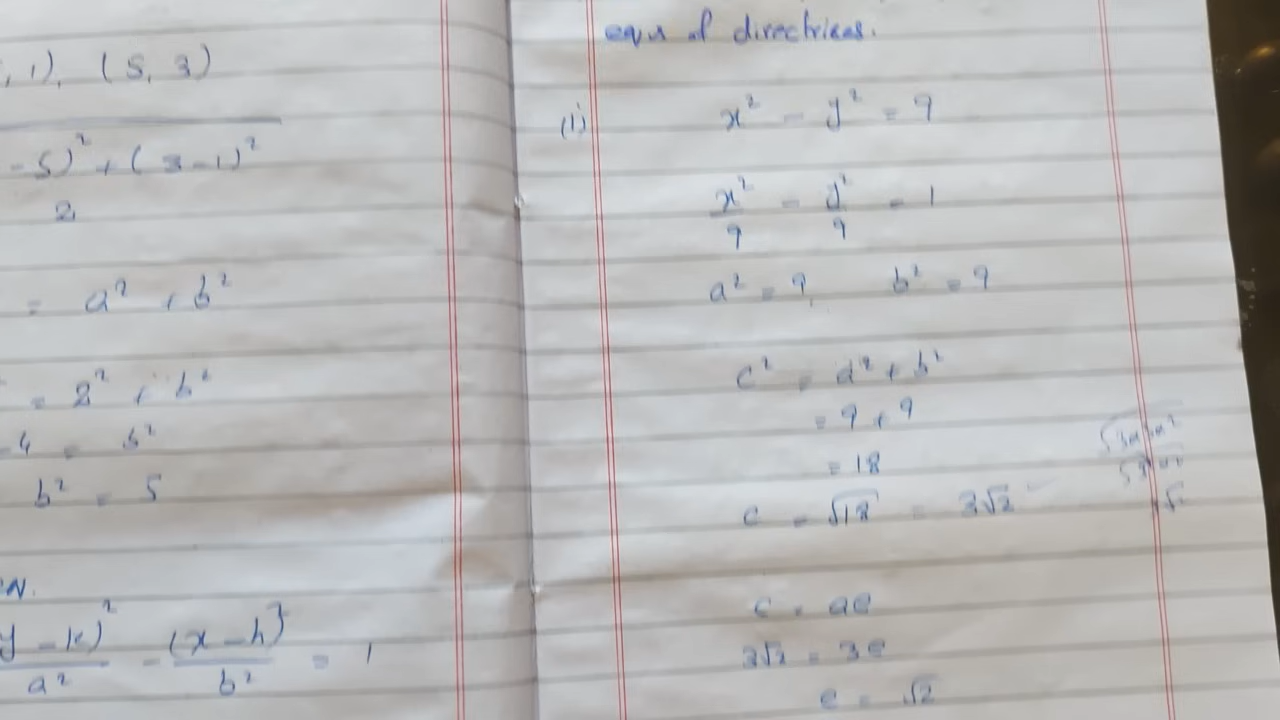 , 1), (5, 3)
-5)² + (3-1)²
2
= a² + b²
= 2² + b²
-4 = b²
b² = 5
N.
y-k)² - (x-h)² = 1
a² b²
eqns of directrices.
(i) x² - y² = 9
x² - y² = 1
9 9
a² = 9, b² = 9
c² = a² + b²
= 9 + 9
= 18
c = √18 = 3√2
c = ae
3√2 = 3e
e = √2